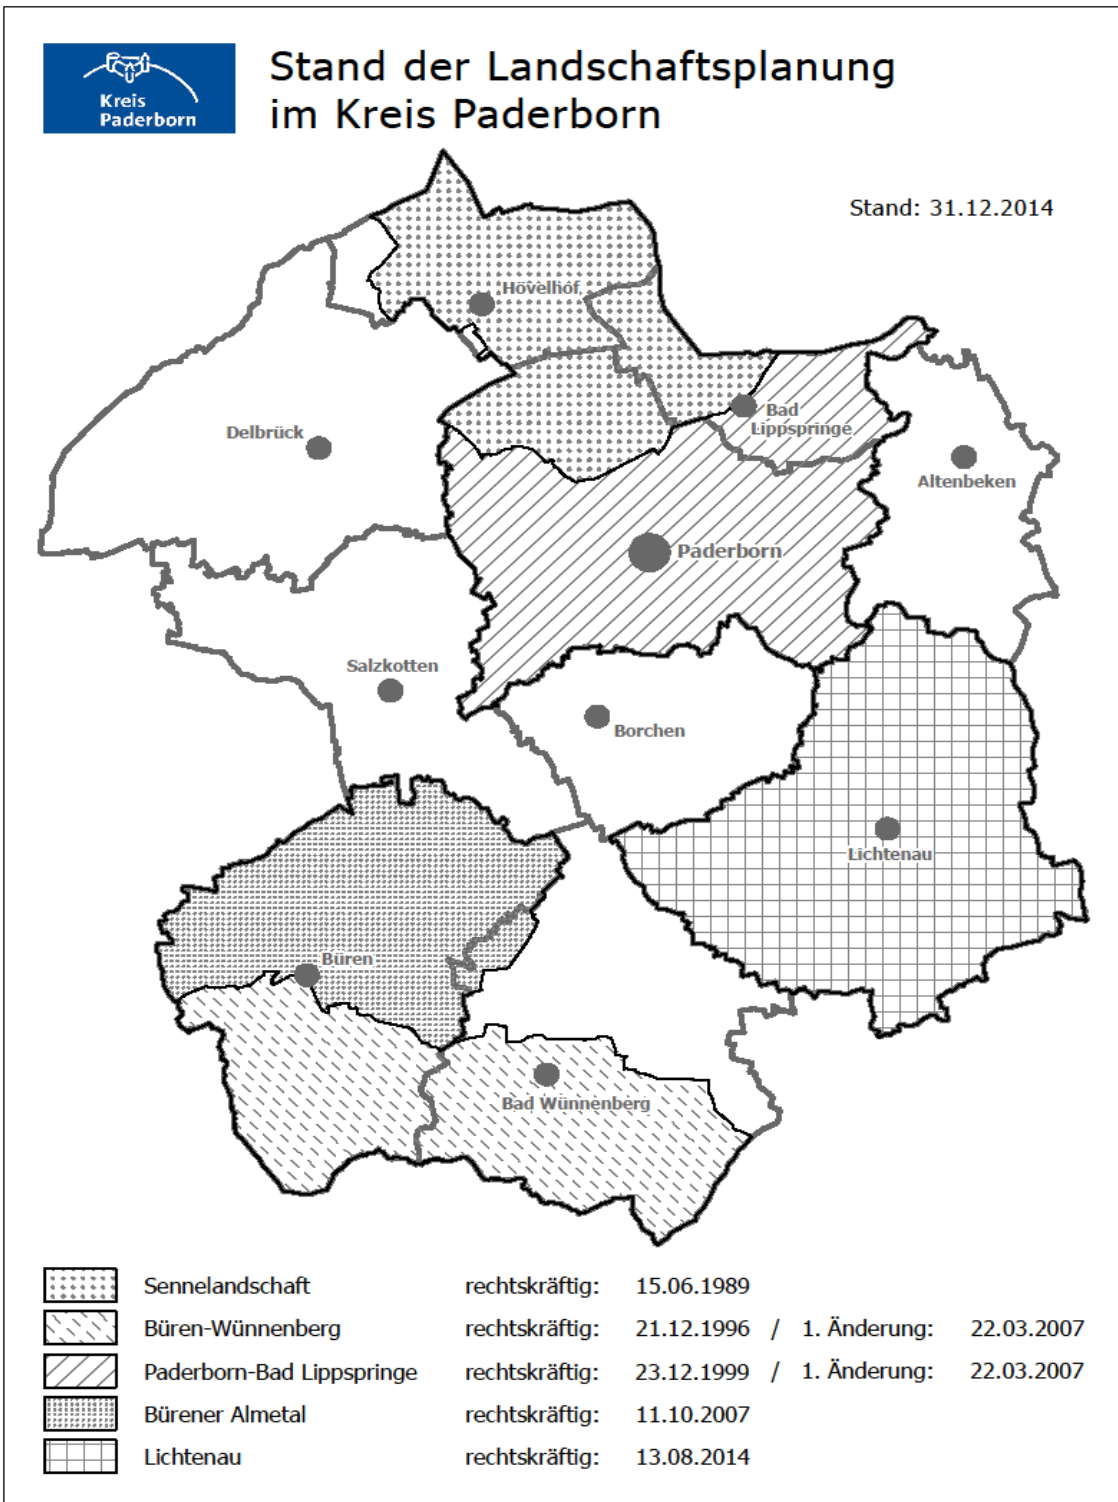 Kreis
Paderborn
Stand der Landschaftsplanung
im Kreis Paderborn
Stand: 31.12.2014
Hövelhof
Bad
Lippspringe
Delbrück
Altenbeken
Paderborn
Salzkotten
Borchen
Lichtenau
Büren
Bad Wünnenberg
Sennelandschaft rechtskräftig: 15.06.1989
Büren-Wünnenberg rechtskräftig: 21.12.1996 / 1. Änderung: 22.03.2007
Paderborn-Bad Lippspringe rechtskräftig: 23.12.1999 / 1. Änderung: 22.03.2007
Bürener Almetal rechtskräftig: 11.10.2007
Lichtenau rechtskräftig: 13.08.2014